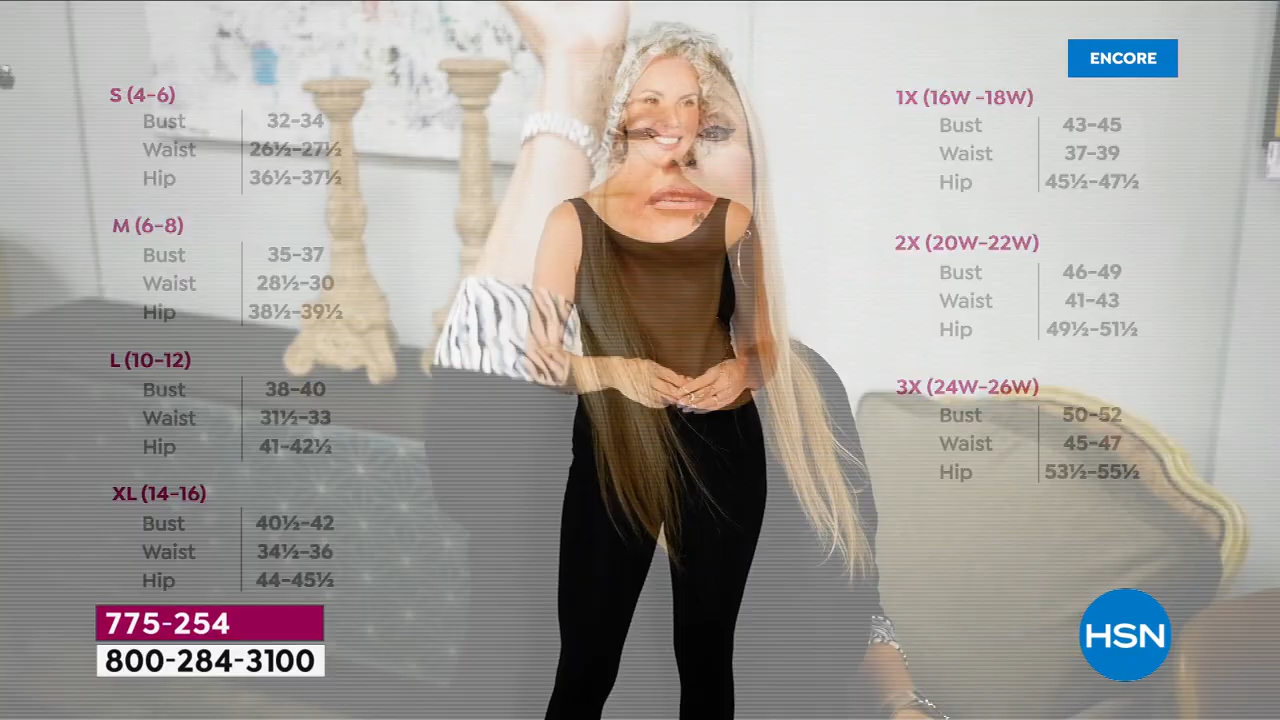 ENCORE
S (4-6)
Bust 32-34
Waist 26½-27½
Hip 36½-37½
M (6-8)
Bust 35-37
Waist 28½-30
Hip 38½-39½
L (10-12)
Bust 38-40
Waist 31½-33
Hip 41-42½
XL (14-16)
Bust 40½-42
Waist 34½-36
Hip 44-45½
1X (16W -18W)
Bust 43-45
Waist 37-39
Hip 45½-47½
2X (20W-22W)
Bust 46-49
Waist 41-43
Hip 49½-51½
3X (24W-26W)
Bust 50-52
Waist 45-47
Hip 53½-55½
775-254
800-284-3100
HSN